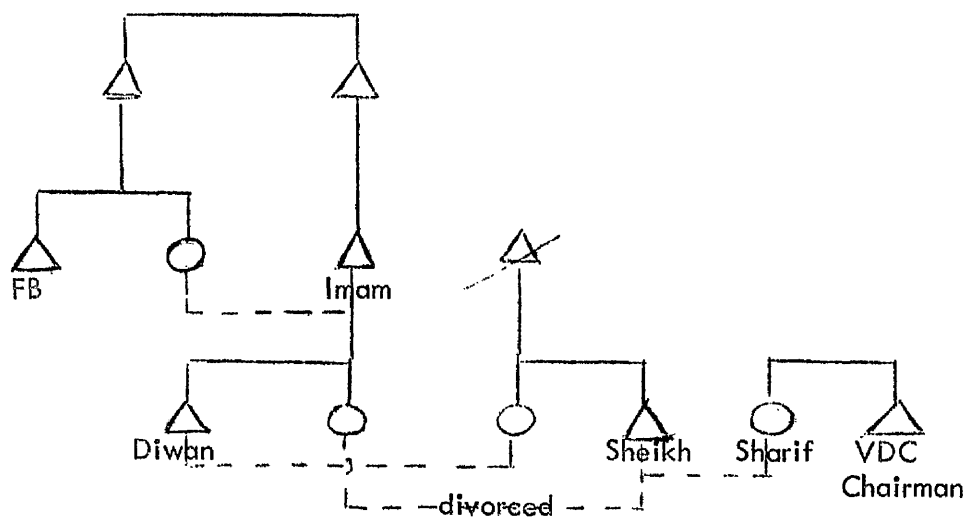 FB
Imam
Diwan
Sheikh
Sharif
VDC
Chairman
divorced